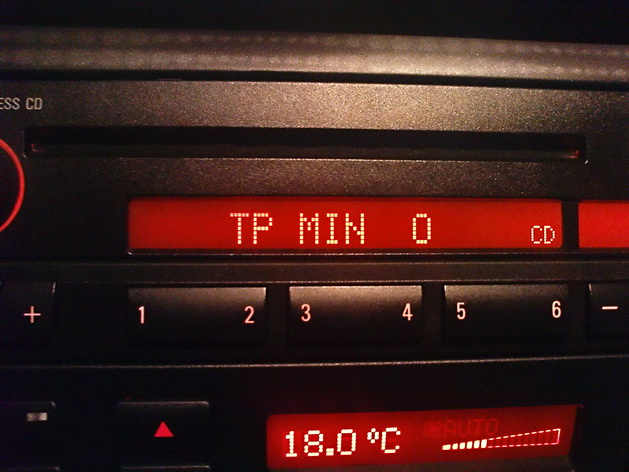 ESS CD
TP MIN 0
CD
+ 1 2 3 4 5 6 −
18.0 °C AUTO